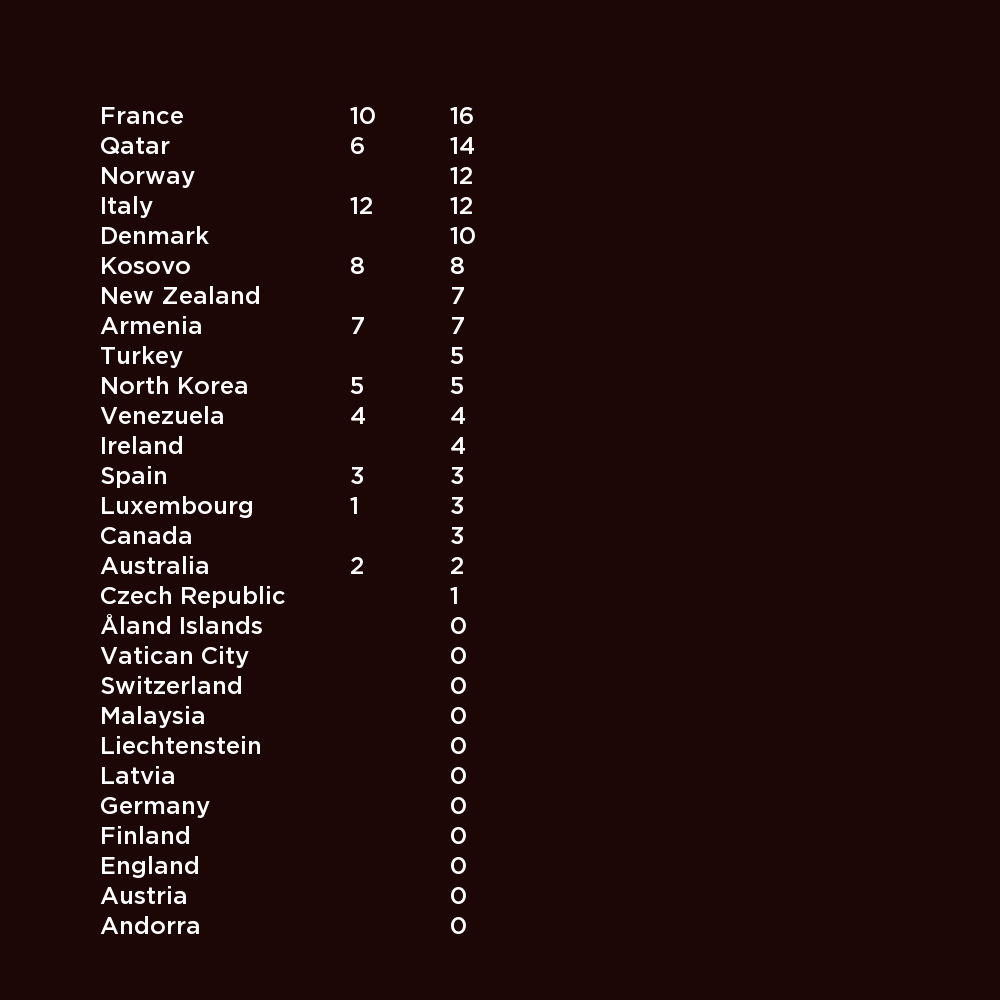 France 10 16
Qatar 6 14
Norway 12
Italy 12 12
Denmark 10
Kosovo 8 8
New Zealand 7
Armenia 7 7
Turkey 5
North Korea 5 5
Venezuela 4 4
Ireland 4
Spain 3 3
Luxembourg 1 3
Canada 3
Australia 2 2
Czech Republic 1
Åland Islands 0
Vatican City 0
Switzerland 0
Malaysia 0
Liechtenstein 0
Latvia 0
Germany 0
Finland 0
England 0
Austria 0
Andorra 0